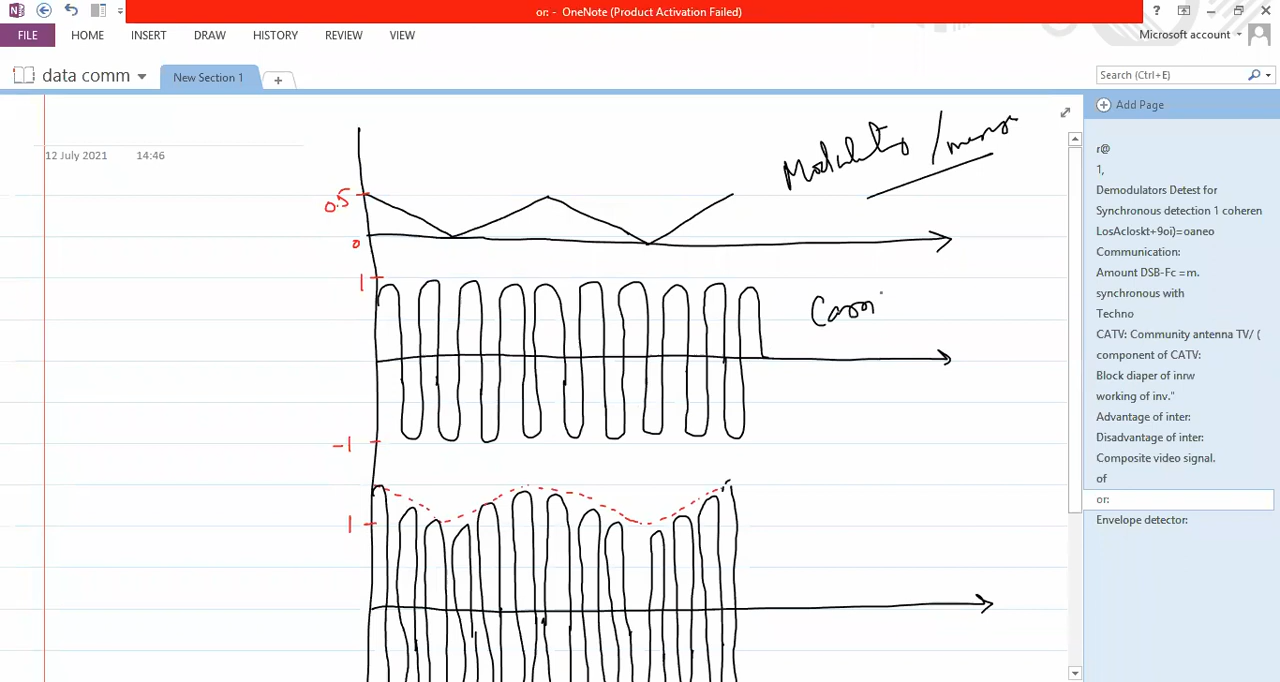 or: - OneNote (Product Activation Failed)
FILE HOME INSERT DRAW HISTORY REVIEW VIEW
Microsoft account
data comm New Section 1 +
Search (Ctrl+E)
Add Page
12 July 2021 14:46
0.5
0
1
-1
1
r@
1,
Demodulators Detest for
Synchronous detection 1 coheren
LosAcloskt+9oi)=oaneo
Communication:
Amount DSB-Fc =m.
synchronous with
Techno
CATV: Community antenna TV/ (
component of CATV:
Block diaper of inrw
working of inv."
Advantage of inter:
Disadvantage of inter:
Composite video signal.
of
or:
Envelope detector: